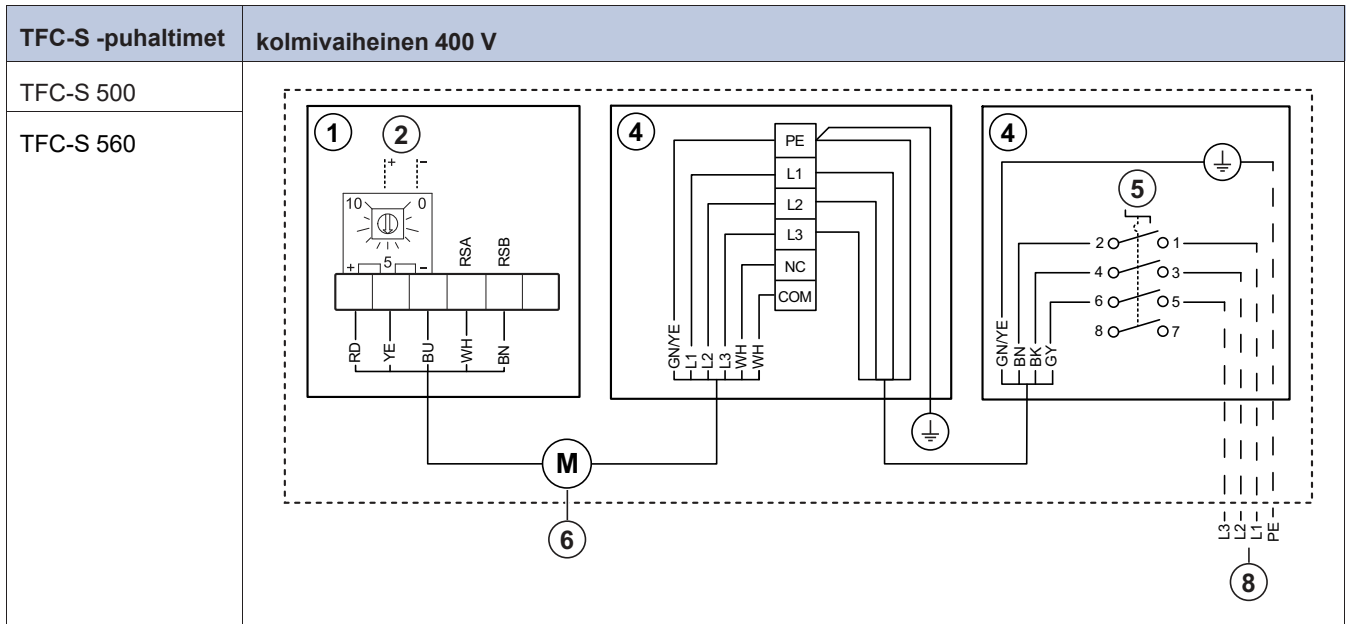 TFC-S -puhaltimet
kolmivaiheinen 400 V
TFC-S 500
TFC-S 560
1
2
+
-
10
0
5
+
-
RSA
RSB
RD
YE
BU
WH
BN
4
PE
L1
L2
L3
NC
COM
GN/YE
L1
L2
L3
WH
WH
4
5
2
1
4
3
6
5
8
7
GN/YE
BN
BK
GY
M
6
L3
L2
L1
PE
8